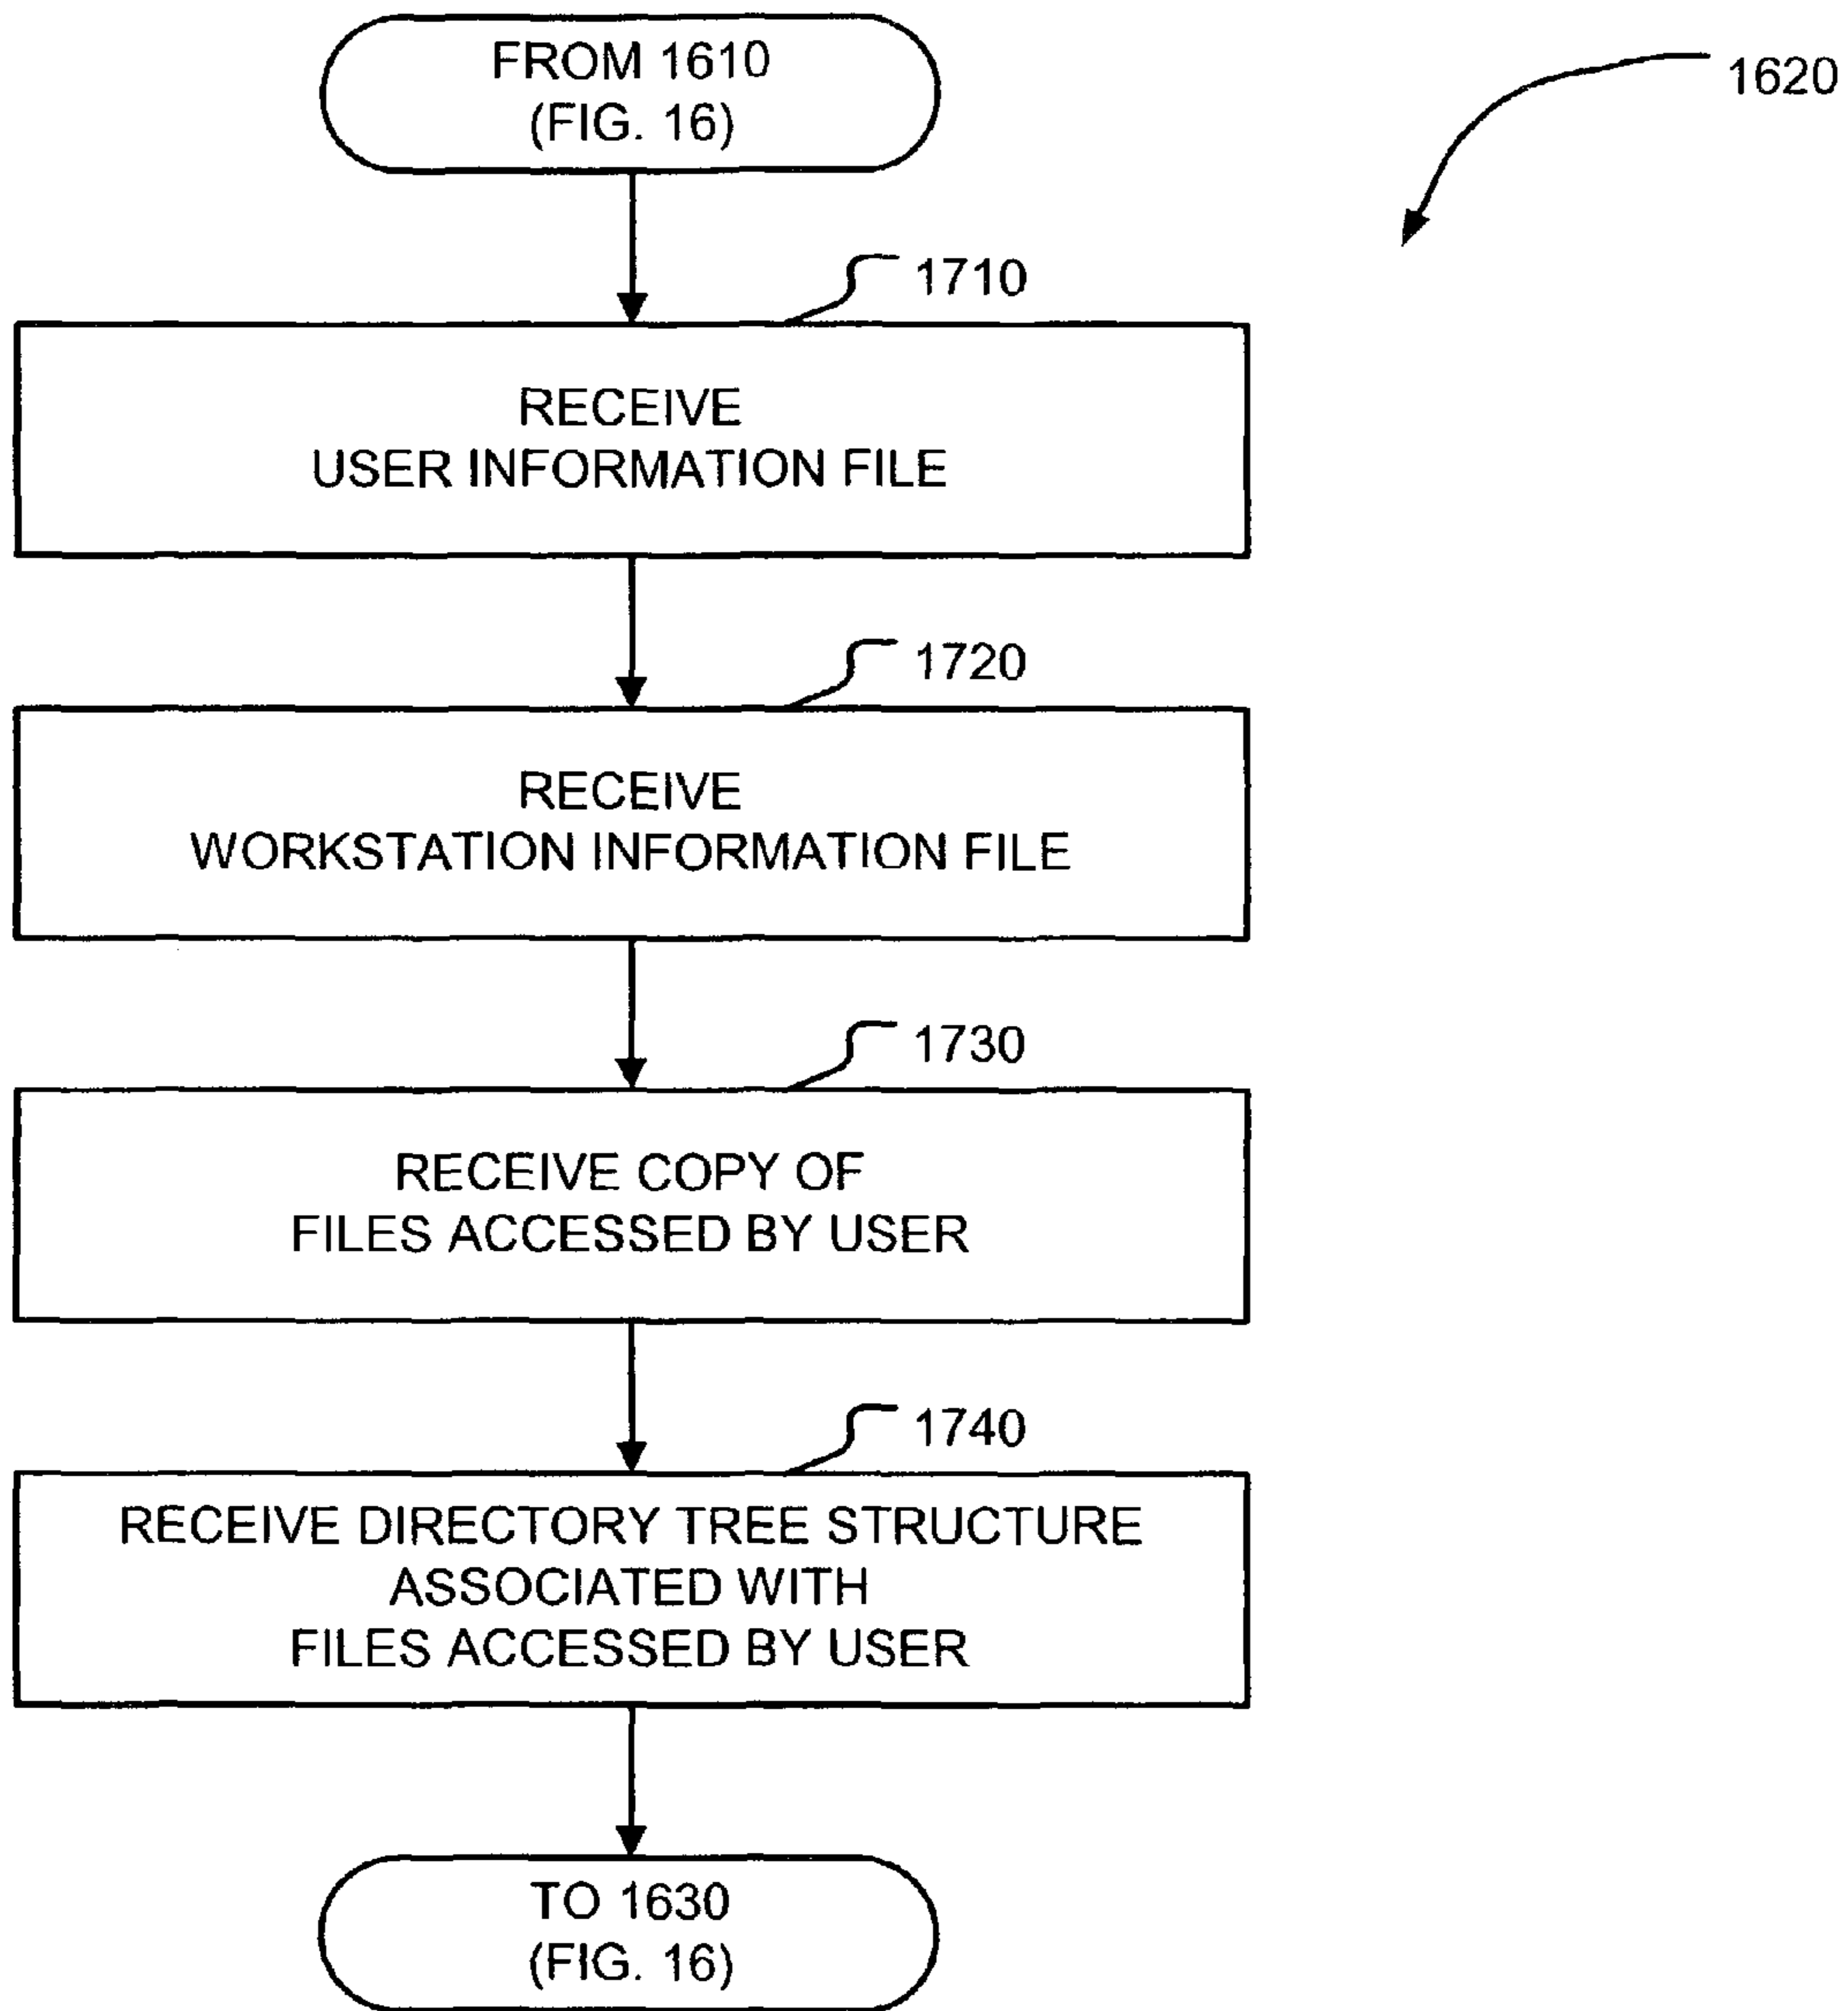 FROM 1610
(FIG. 16)
1620
1710
RECEIVE
USER INFORMATION FILE
1720
RECEIVE
WORKSTATION INFORMATION FILE
1730
RECEIVE COPY OF
FILES ACCESSED BY USER
1740
RECEIVE DIRECTORY TREE STRUCTURE
ASSOCIATED WITH
FILES ACCESSED BY USER
TO 1630
(FIG. 16)